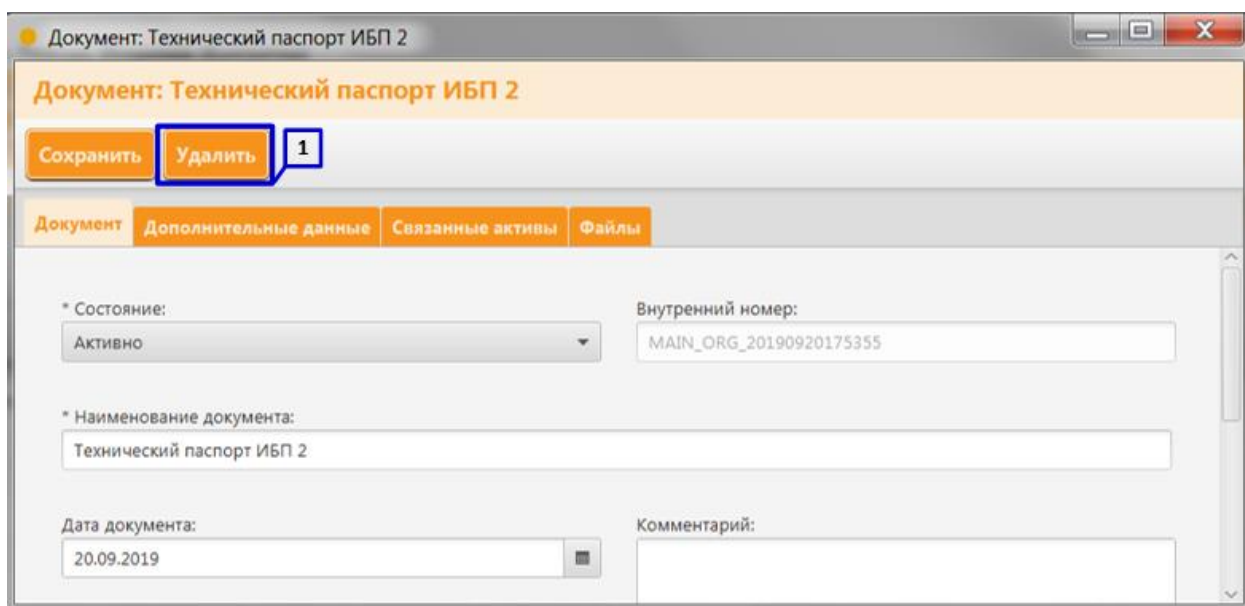 Документ: Технический паспорт ИБП 2
Документ: Технический паспорт ИБП 2
Сохранить Удалить 1
Документ Дополнительные данные Связанные активы Файлы
* Состояние: Внутренний номер:
Активно MAIN_ORG_20190920175355
* Наименование документа:
Технический паспорт ИБП 2
Дата документа: Комментарий:
20.09.2019